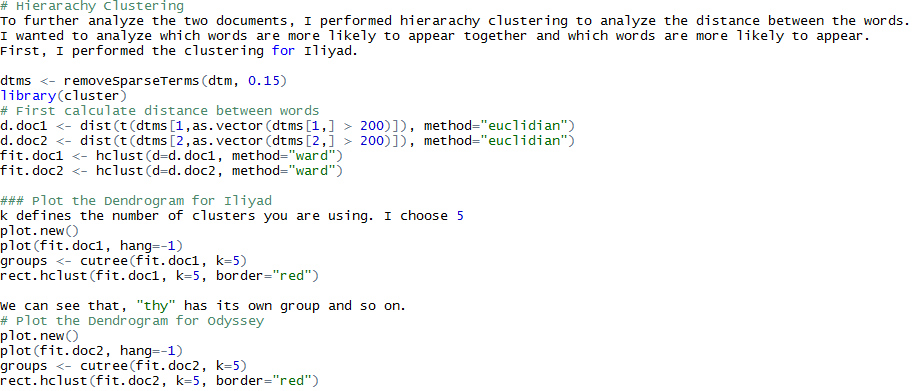 # Hierarachy Clustering
To further analyze the two documents, I performed hierarchy clustering to analyze the distance between the words.
I wanted to analyze which words are more likely to appear together and which words are more likely to appear.
First, I performed the clustering for Iliyad.
dtms <- removeSparseTerms(dtm, 0.15)
library(cluster)
# First calculate distance between words
d.doc1 <- dist(t(dtms[1,as.vector(dtms[1,] > 200)]), method="euclidian")
d.doc2 <- dist(t(dtms[2,as.vector(dtms[2,] > 200)]), method="euclidian")
fit.doc1 <- hclust(d=d.doc1, method="ward")
fit.doc2 <- hclust(d=d.doc2, method="ward")
### Plot the Dendrogram for Iliyad
k defines the number of clusters you are using. I choose 5
plot.new()
plot(fit.doc1, hang=-1)
groups <- cutree(fit.doc1, k=5)
rect.hclust(fit.doc1, k=5, border="red")
We can see that, "thy" has its own group and so on.
# Plot the Dendrogram for Odyssey
plot.new()
plot(fit.doc2, hang=-1)
groups <- cutree(fit.doc2, k=5)
rect.hclust(fit.doc2, k=5, border="red")